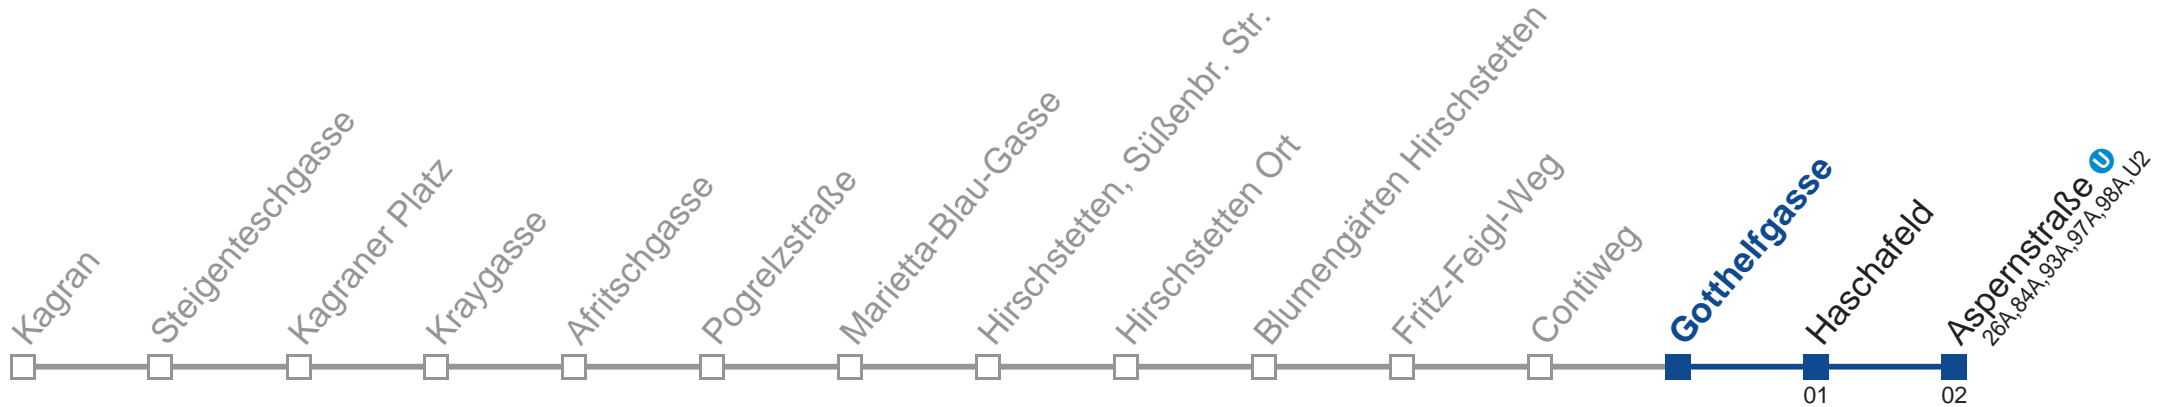 Kagran
Steigenteschgasse
Kagraner Platz
Kraygasse
Afritschgasse
Pogrelzstraße
Marietta-Blau-Gasse
Hirschstetten, Süßenbr. Str.
Hirschstetten Ort
Blumengärten Hirschstetten
Fritz-Feigl-Weg
Contiweg
Gotthelfgasse
Haschafeld
Aspernstraße U
26A,84A,93A,97A,98A,U2
01
02